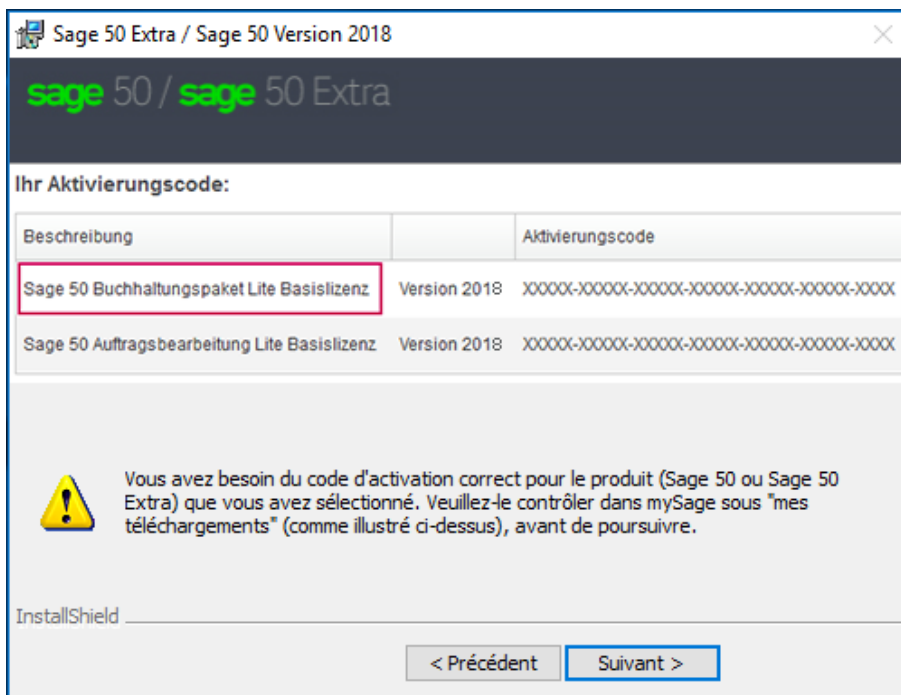 Sage 50 Extra / Sage 50 Version 2018
sage 50 / sage 50 Extra
Ihr Aktivierungscode:
Beschreibung Aktivierungscode
Sage 50 Buchhaltungspaket Lite Basislizenz Version 2018 XXXXX-XXXXX-XXXXX-XXXXX-XXXXX-XXXXX-XXXX
Sage 50 Auftragsbearbeitung Lite Basislizenz Version 2018 XXXXX-XXXXX-XXXXX-XXXXX-XXXXX-XXXXX-XXXX
Vous avez besoin du code d'activation correct pour le produit (Sage 50 ou Sage 50
Extra) que vous avez sélectionné. Veuillez-le contrôler dans mySage sous "mes
téléchargements" (comme illustré ci-dessus), avant de poursuivre.
InstallShield
< Précédent Suivant >